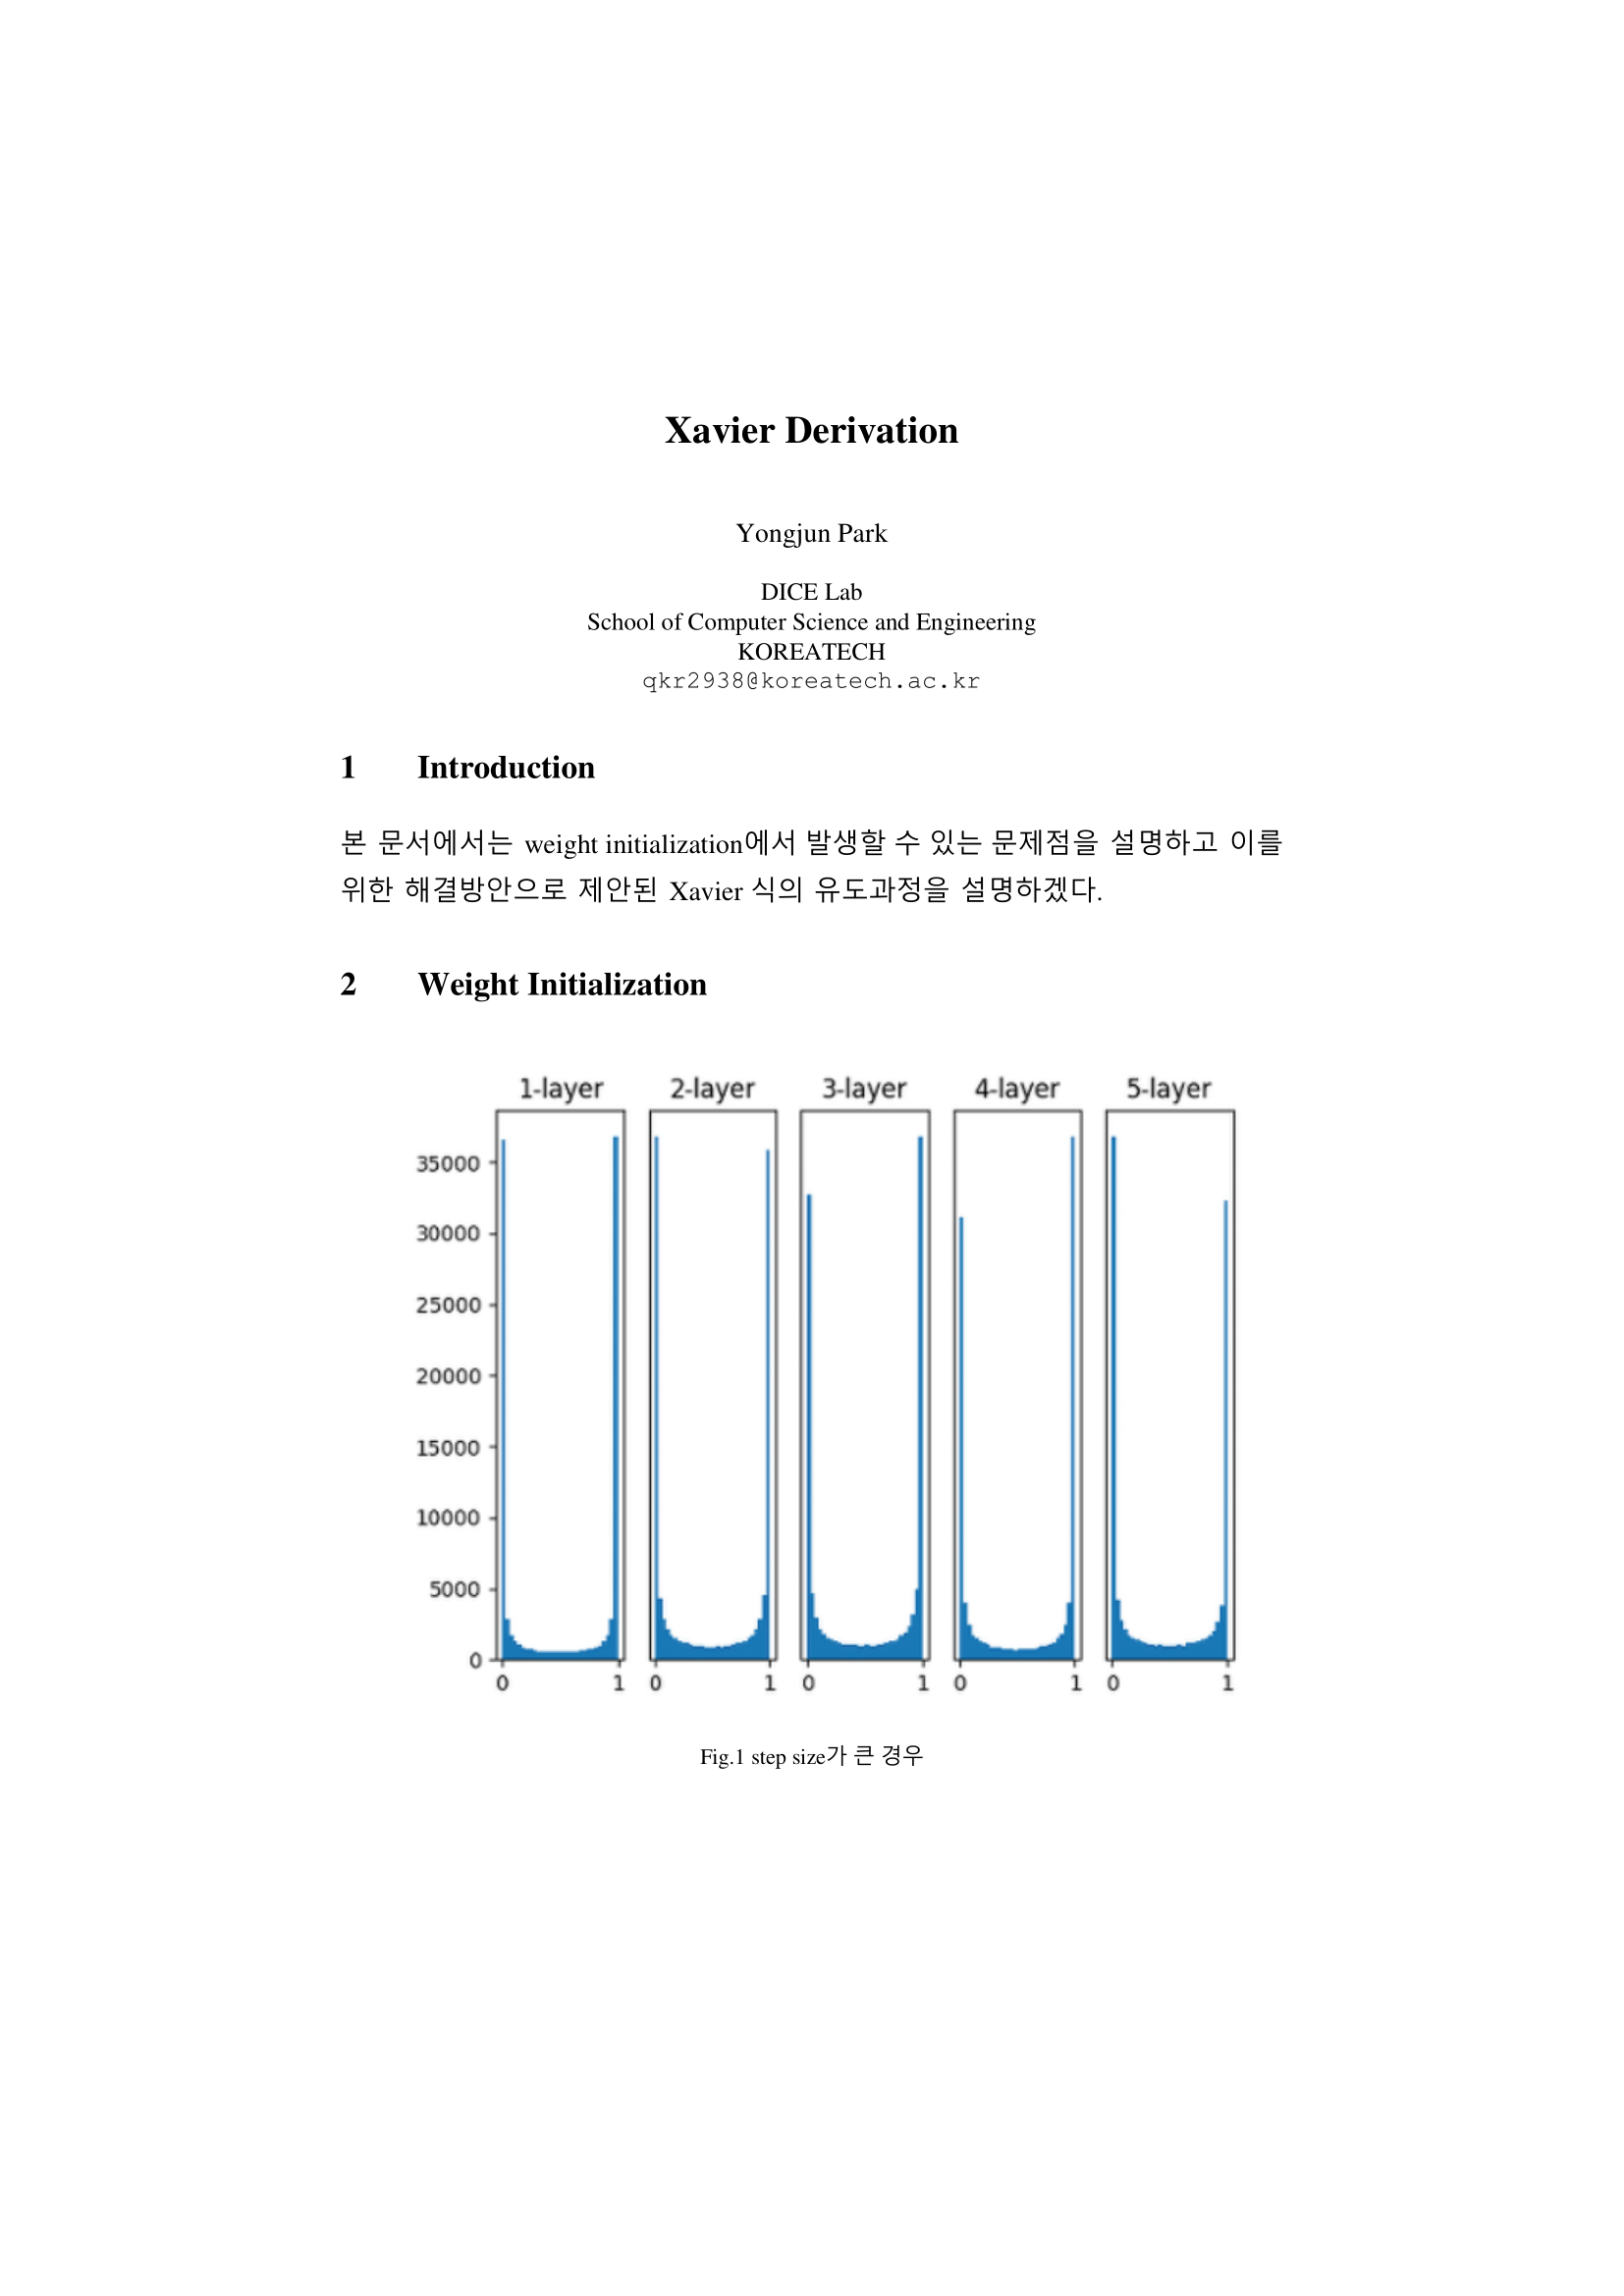 Xavier Derivation
Yongjun Park
DICE Lab
School of Computer Science and Engineering
KOREATECH
qkr2938@koreatech.ac.kr
1 Introduction
본 문서에서는 weight initialization에서 발생할 수 있는 문제점을 설명하고 이를
위한 해결방안으로 제안된 Xavier 식의 유도과정을 설명하겠다.
2 Weight Initialization
1-layer 2-layer 3-layer 4-layer 5-layer
35000
30000
25000
20000
15000
10000
5000
0
0 1 0 1 0 1 0 1 0 1
Fig.1 step size가 큰 경우